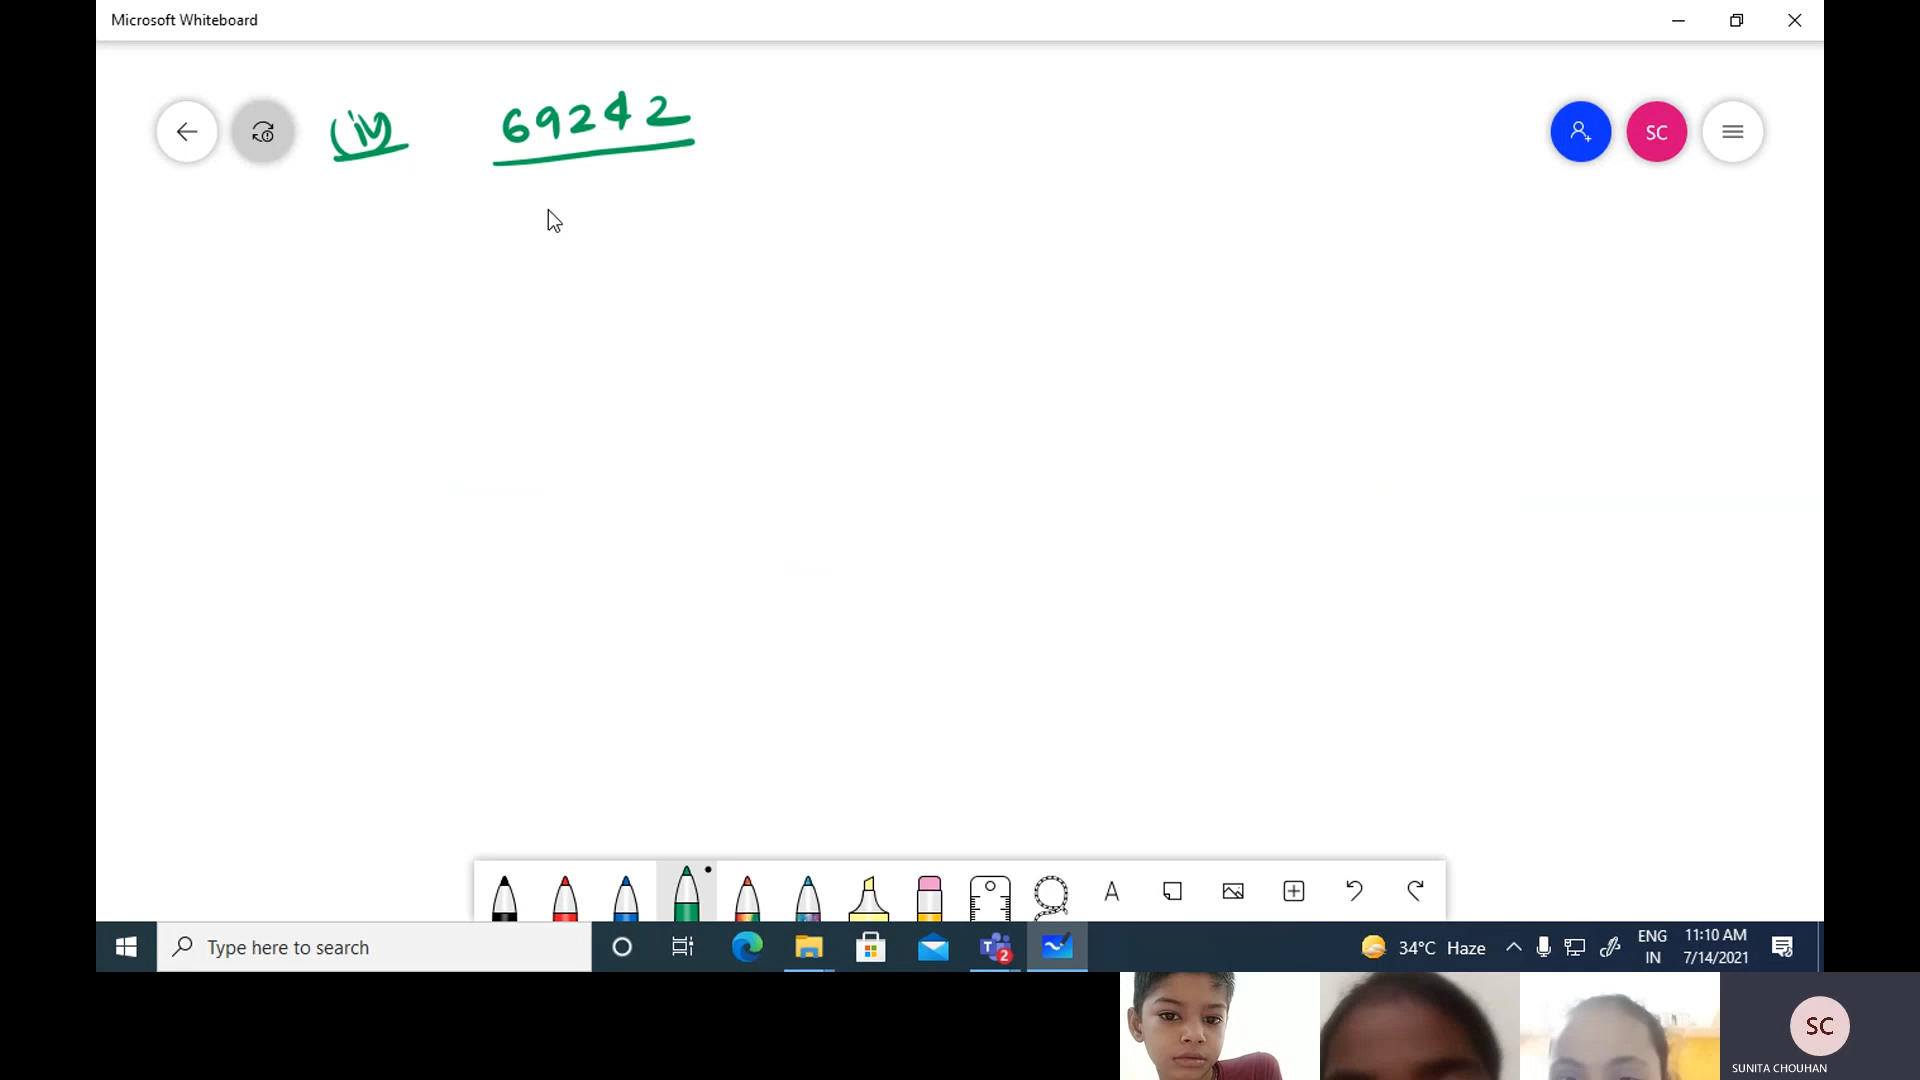 Microsoft Whiteboard
(iv) 69242
SC
A
Type here to search
T 2
34°C Haze
ENG
IN
11:10 AM
7/14/2021
SC
SUNITA CHOUHAN